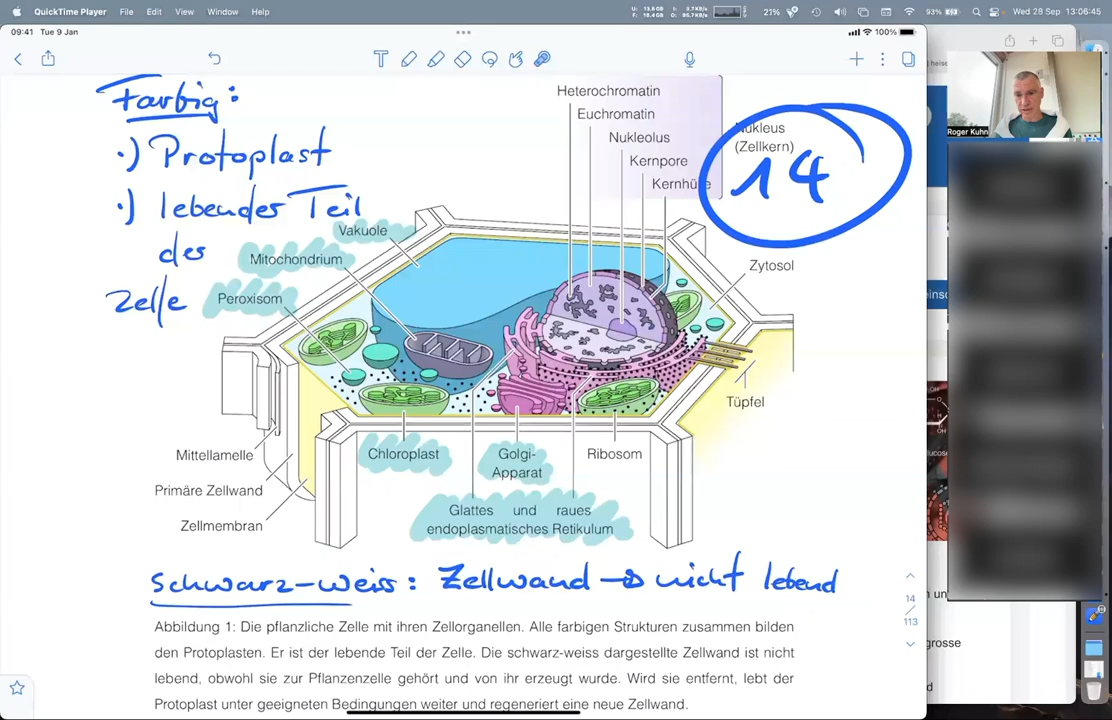 QuickTime Player File Edit View Window Help
21% 93% Wed 28 Sep 13:06:45
09:41 Tue 9 Jan
100%
Farbig:
·) Protoplast
·) lebender Teil
des
Zelle
Heterochromatin
Euchromatin
Nukleolus
Kernpore
Kernhülle
Nukleus
(Zellkern)
14
Roger Kuhn
Vakuole
Mitochondrium
Peroxisom
Zytosol
Tüpfel
Mittellamelle
Primäre Zellwand
Zellmembran
Chloroplast
Golgi-
Apparat
Ribosom
Glattes und raues
endoplasmatisches Retikulum
Schwarz-weiss: Zellwand → nicht lebend
14
/
113
Abbildung 1: Die pflanzliche Zelle mit ihren Zellorganellen. Alle farbigen Strukturen zusammen bilden
den Protoplasten. Er ist der lebende Teil der Zelle. Die schwarz-weiss dargestellte Zellwand ist nicht
lebend, obwohl sie zur Pflanzenzelle gehört und von ihr erzeugt wurde. Wird sie entfernt, lebt der
Protoplast unter geeigneten Bedingungen weiter und regeneriert eine neue Zellwand.